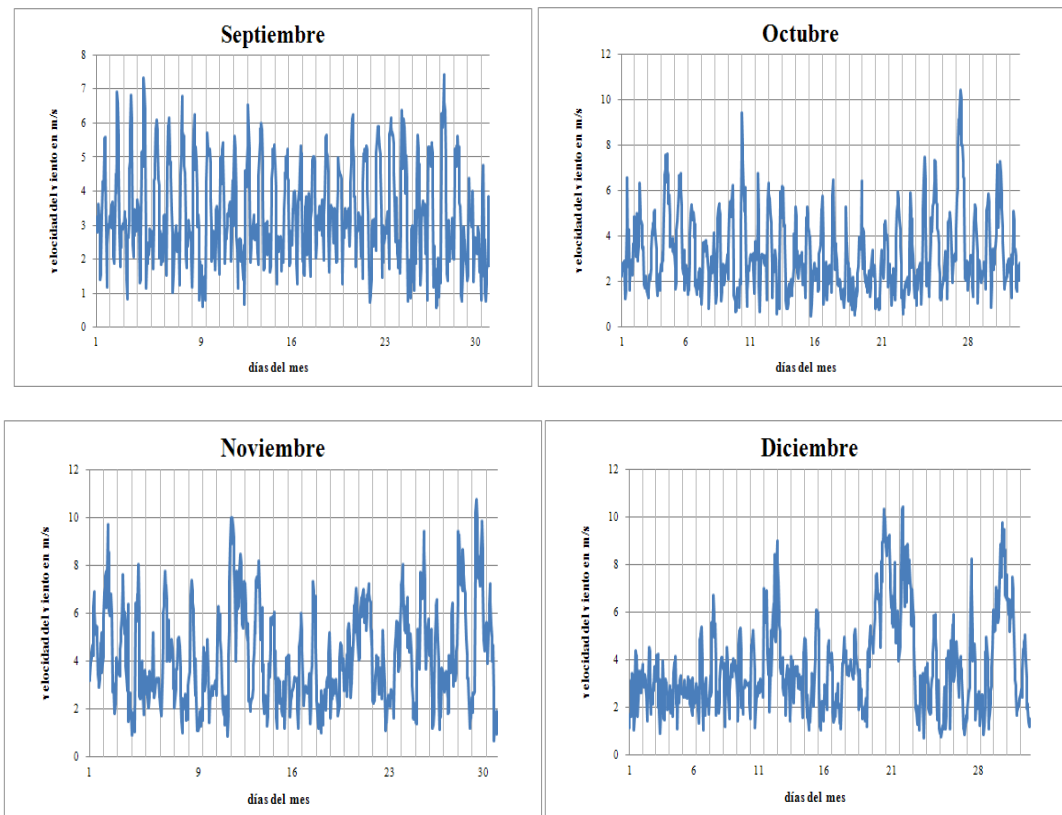 Septiembre
velocidad del viento en m/s
8
7
6
5
4
3
2
1
0
1 9 16 23 30
días del mes
Octubre
velocidad del viento en m/s
12
10
8
6
4
2
0
1 6 11 16 21 28
días del mes
Noviembre
velocidad del viento en m/s
12
10
8
6
4
2
0
1 9 16 23 30
días del mes
Diciembre
velocidad del viento en m/s
12
10
8
6
4
2
0
1 6 11 16 21 28
días del mes